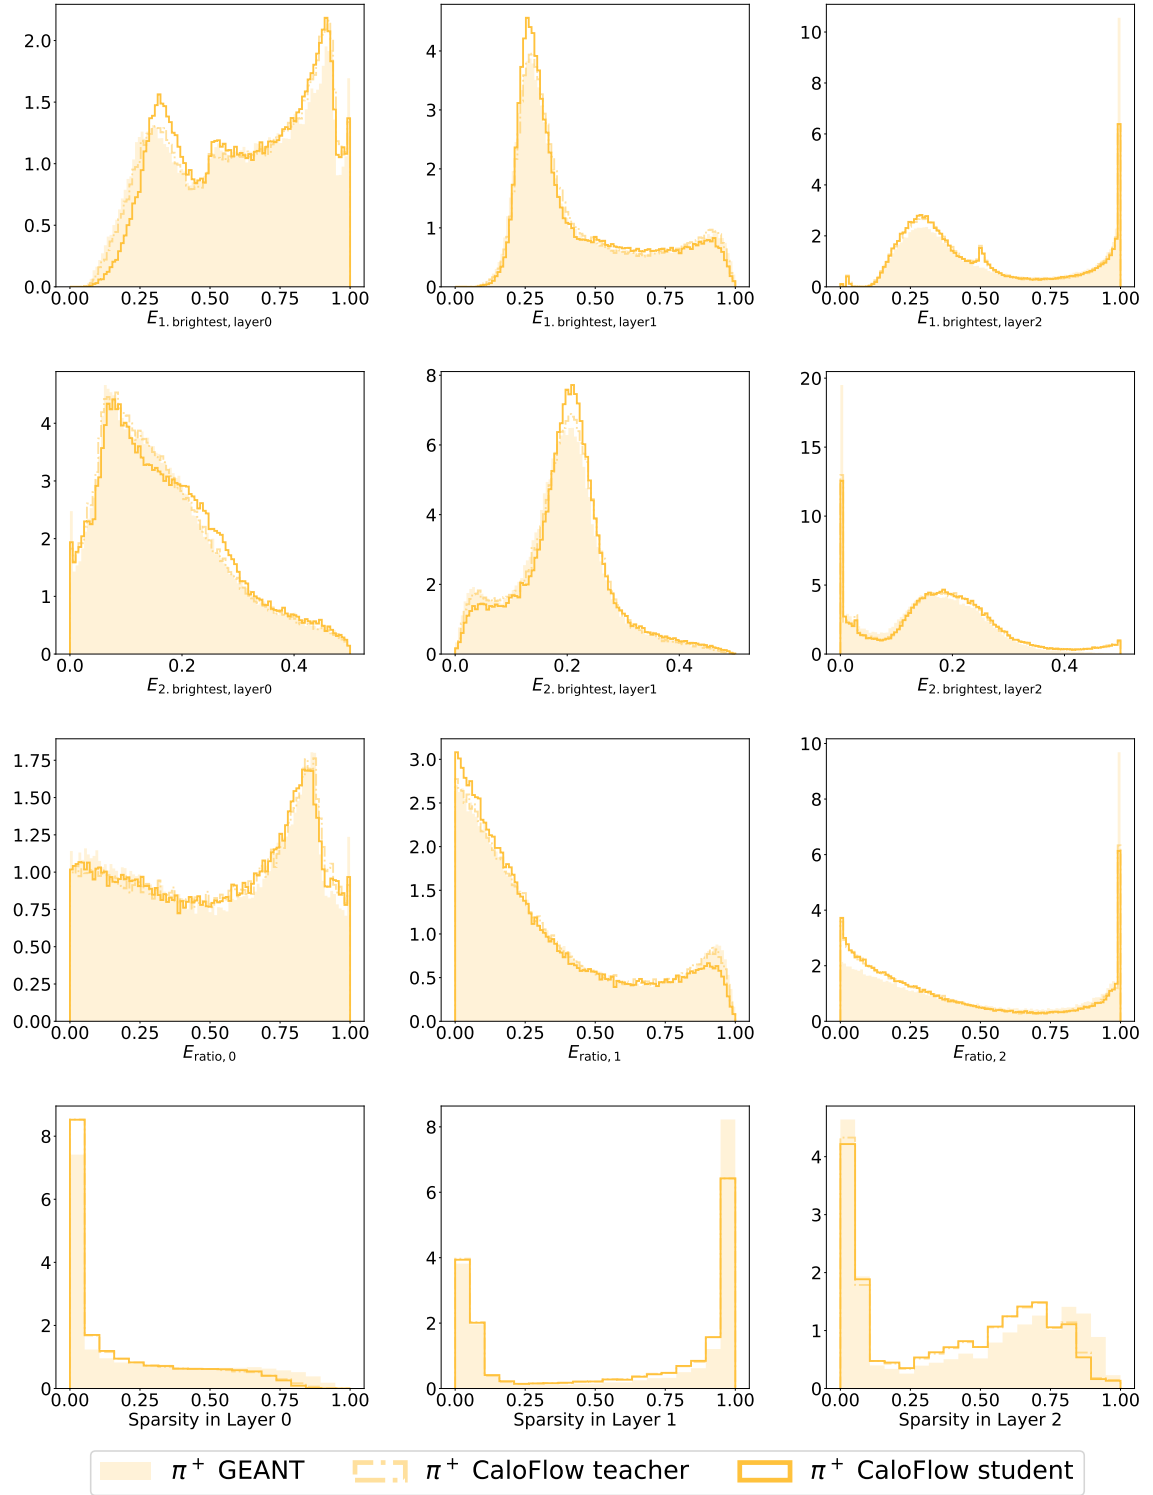 2.0
1.5
1.0
0.5
0.0
0.00 0.25 0.50 0.75 1.00
E1. brightest, layer0
4
3
2
1
0
0.00 0.25 0.50 0.75 1.00
E1. brightest, layer1
10
8
6
4
2
0
0.00 0.25 0.50 0.75 1.00
E1. brightest, layer2
4
3
2
1
0
0.0 0.2 0.4
E2. brightest, layer0
8
6
4
2
0
0.0 0.2 0.4
E2. brightest, layer1
20
15
10
5
0
0.0 0.2 0.4
E2. brightest, layer2
1.75
1.50
1.25
1.00
0.75
0.50
0.25
0.00
0.00 0.25 0.50 0.75 1.00
Eratio, 0
3.0
2.5
2.0
1.5
1.0
0.5
0.0
0.00 0.25 0.50 0.75 1.00
Eratio, 1
10
8
6
4
2
0
0.00 0.25 0.50 0.75 1.00
Eratio, 2
8
6
4
2
0
0.00 0.25 0.50 0.75 1.00
Sparsity in Layer 0
8
6
4
2
0
0.00 0.25 0.50 0.75 1.00
Sparsity in Layer 1
4
3
2
1
0
0.00 0.25 0.50 0.75 1.00
Sparsity in Layer 2
π+ GEANT π+ CaloFlow teacher π+ CaloFlow student